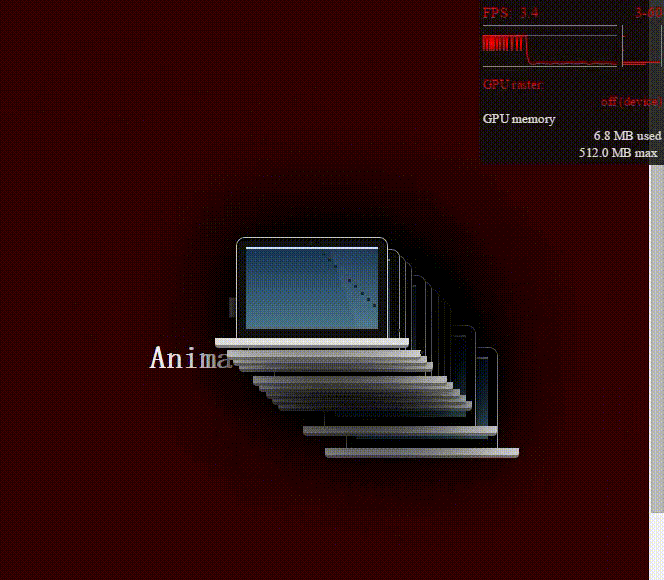 FPS: 3.4 3-60
GPU raster:
off (device)
GPU memory
6.8 MB used
512.0 MB max
Anima